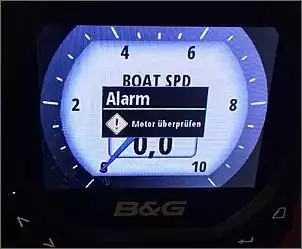 4 6
BOAT SPD
2 8
Alarm
Motor überprüfen
0,0
10
B&G